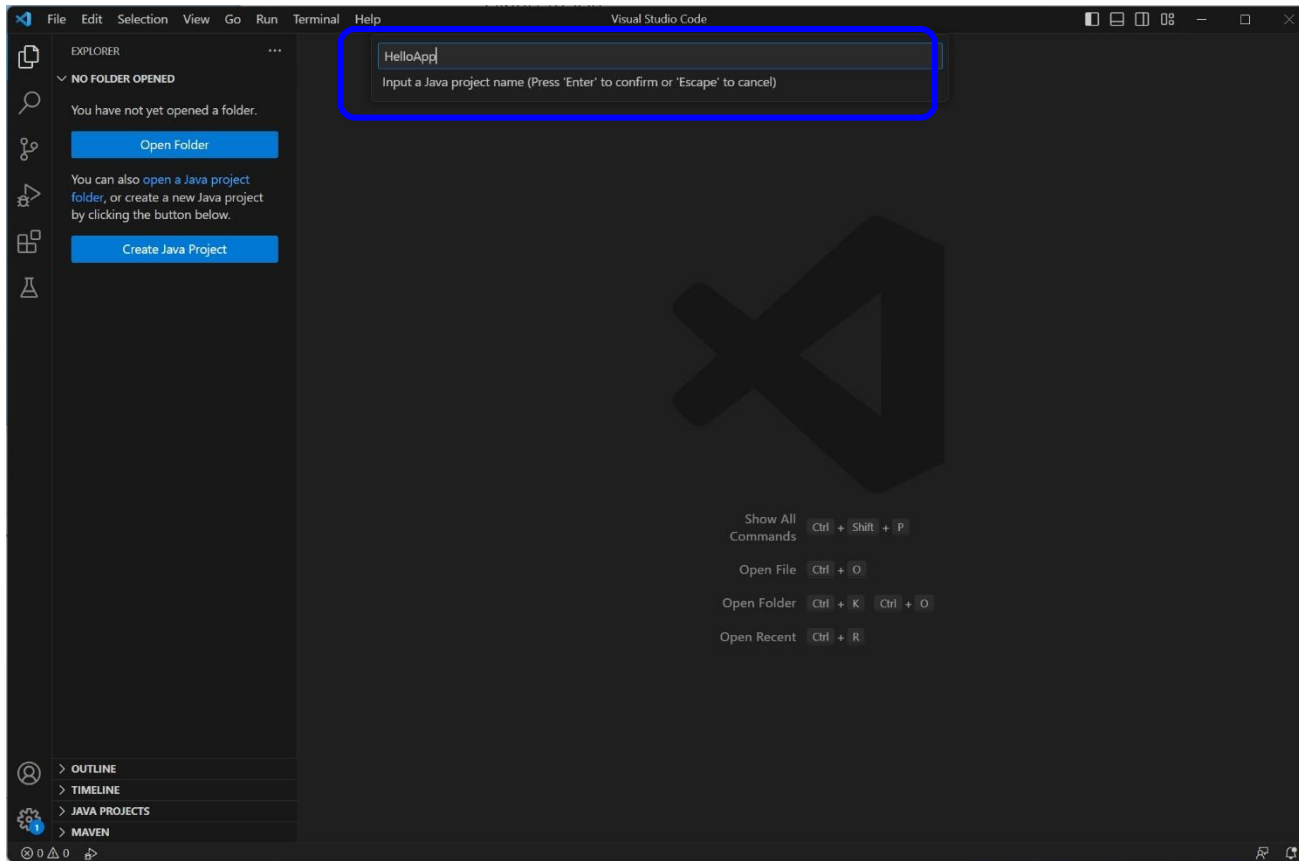 File Edit Selection View Go Run Terminal Help
Visual Studio Code
EXPLORER
NO FOLDER OPENED
You have not yet opened a folder.
Open Folder
You can also open a Java project
folder, or create a new Java project
by clicking the button below.
Create Java Project
HelloApp
Input a Java project name (Press 'Enter' to confirm or 'Escape' to cancel)
Show All
Commands
Ctrl + Shift + P
Open File Ctrl + O
Open Folder Ctrl + K Ctrl + O
Open Recent Ctrl + R
OUTLINE
TIMELINE
JAVA PROJECTS
MAVEN
1
0 0